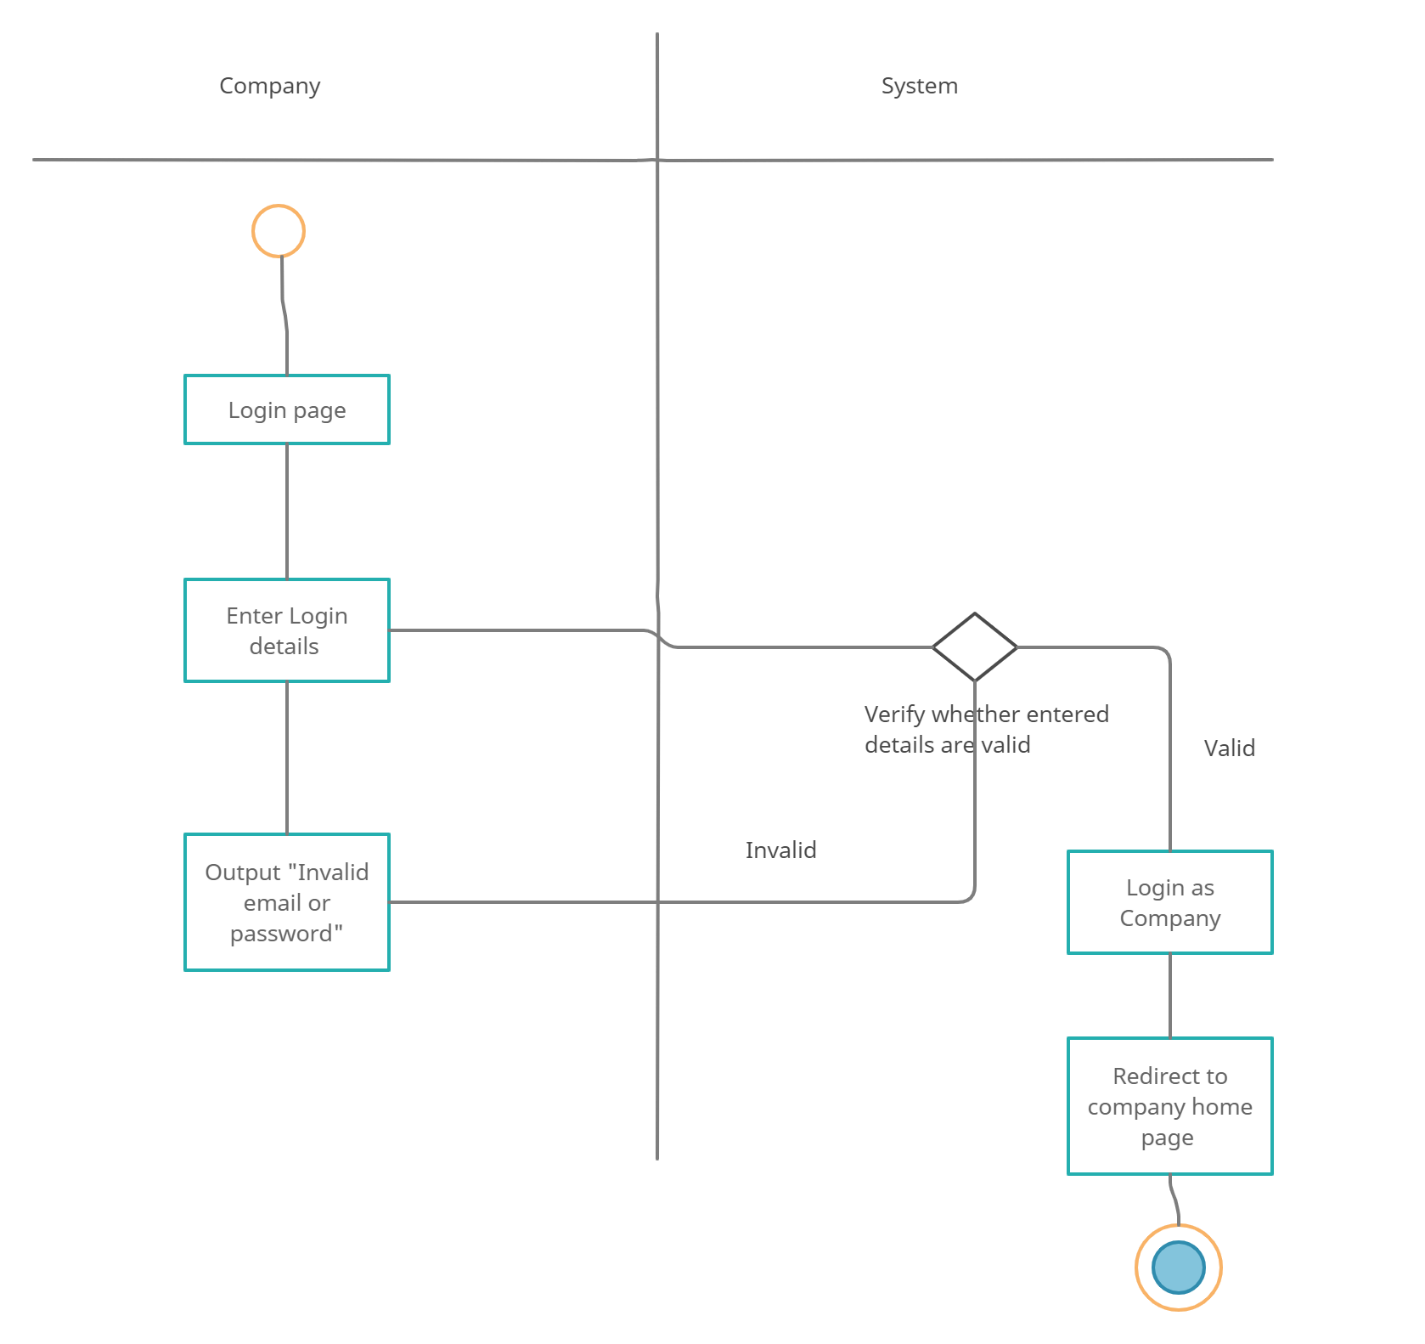 Company
System
Login page
Enter Login
details
Verify whether entered
details are valid
Valid
Invalid
Output "Invalid
email or
password"
Login as
Company
Redirect to
company home
page